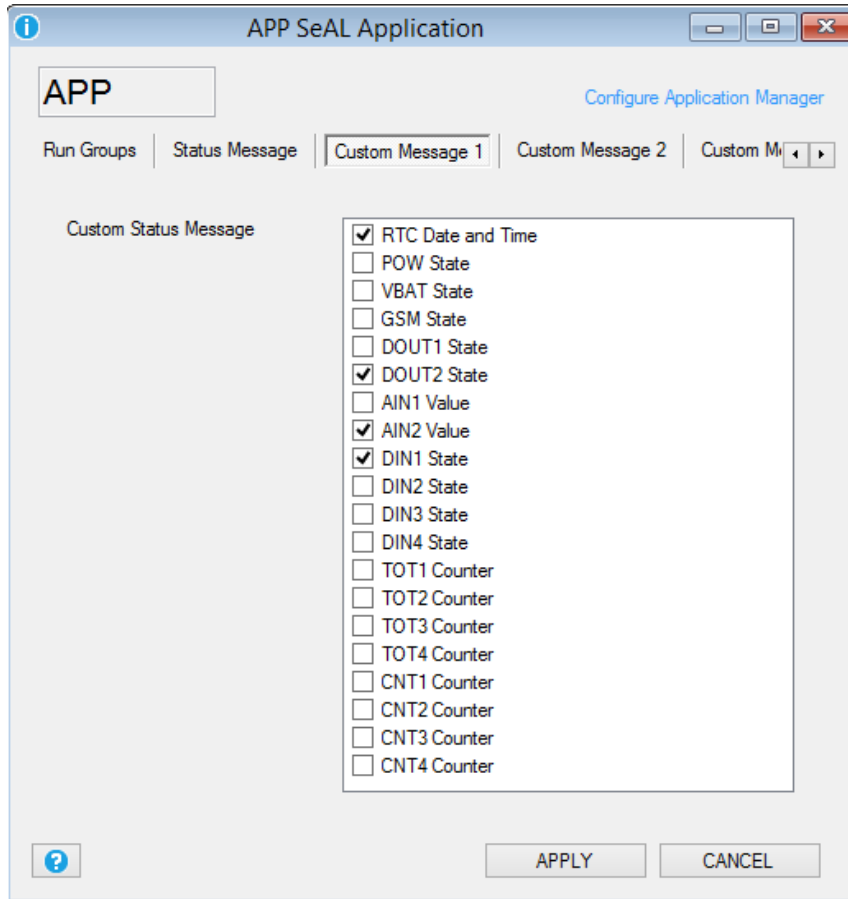 APP SeAL Application
APP
Configure Application Manager
Run Groups Status Message Custom Message 1 Custom Message 2 Custom
Custom Status Message
RTC Date and Time
POW State
VBAT State
GSM State
DOUT1 State
DOUT2 State
AIN1 Value
AIN2 Value
DIN1 State
DIN2 State
DIN3 State
DIN4 State
TOT1 Counter
TOT2 Counter
TOT3 Counter
TOT4 Counter
CNT1 Counter
CNT2 Counter
CNT3 Counter
CNT4 Counter
APPLY CANCEL